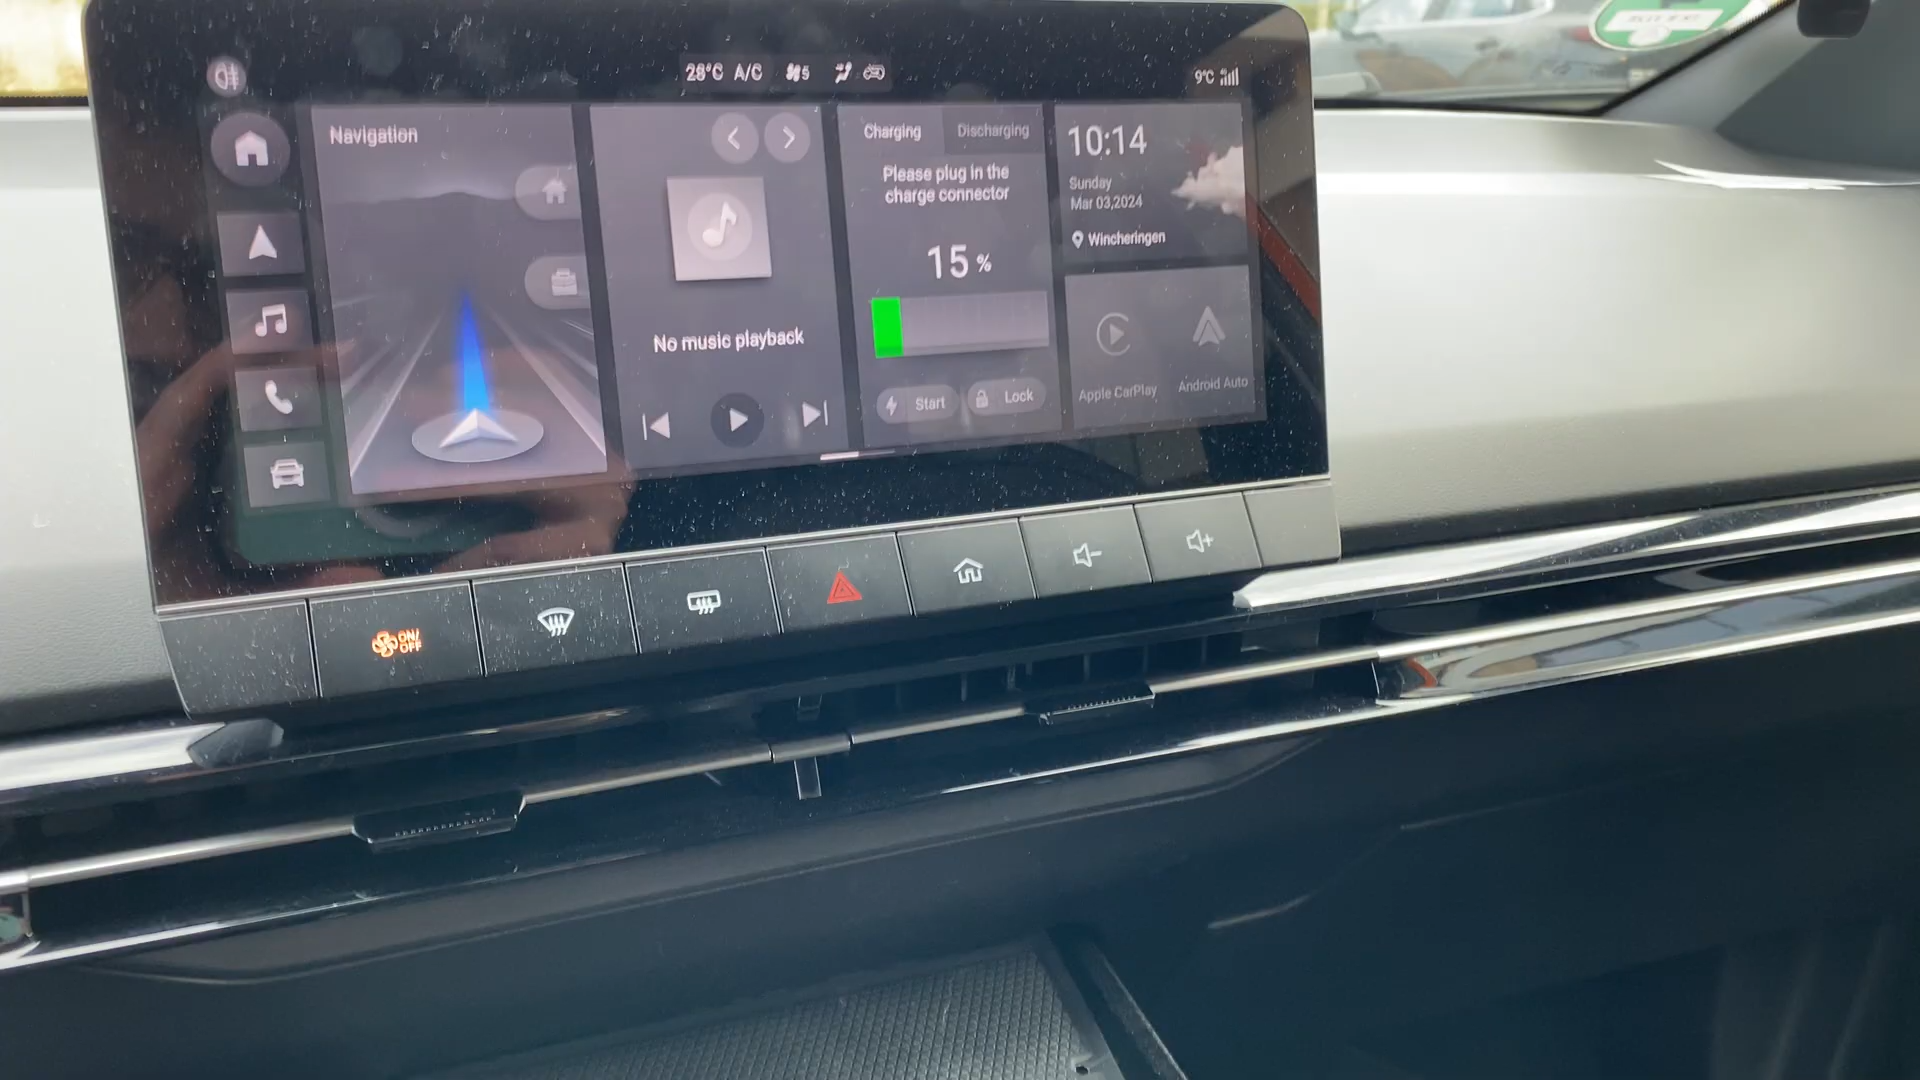 28°C A/C 5
9°C
Navigation
No music playback
Charging Discharging
Please plug in the
charge connector
15 %
Start Lock
10:14
Sunday
Mar 03,2024
Wincheringen
Apple CarPlay Android Auto
ON/
OFF